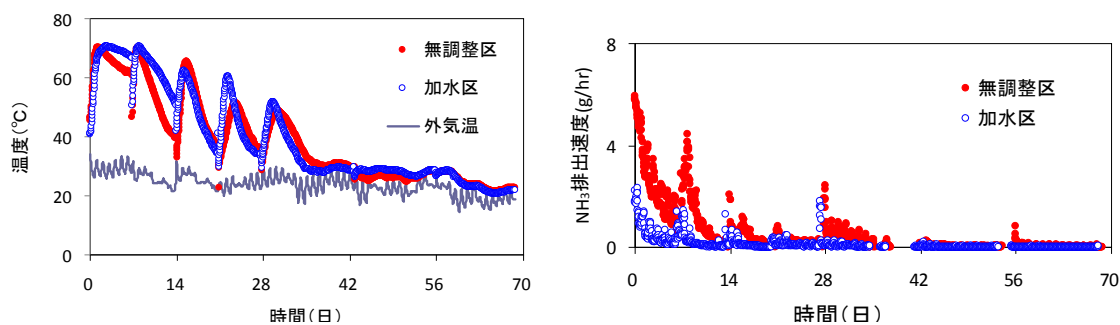 80
60
40
20
0
温度(℃)
無調整区
加水区
外気温
0 14 28 42 56 70
時間(日)
8
4
0
NH₃排出速度(g/hr)
無調整区
加水区
0 14 28 42 56 70
時間(日)